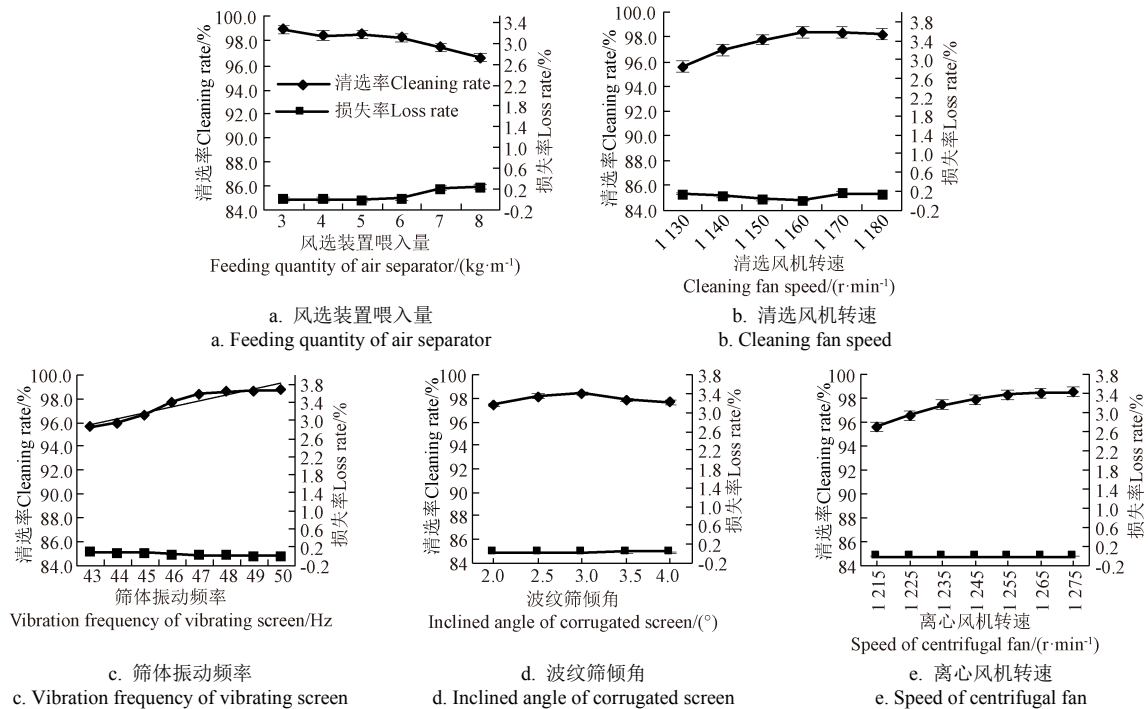 100.0
98.0
96.0
94.0
92.0
90.0
88.0
86.0
84.0
清选率Cleaning rate/%
清选率Cleaning rate
损失率Loss rate
3.4
3.0
2.6
2.2
1.8
1.4
1.0
0.6
0.2
-0.2
损失率Loss rate/%
3 4 5 6 7 8
风选装置喂入量
Feeding quantity of air separator/(kg·m-1)
a. 风选装置喂入量
a. Feeding quantity of air separator
100.0
98.0
96.0
94.0
92.0
90.0
88.0
86.0
84.0
清选率Cleaning rate/%
3.8
3.4
3.0
2.6
2.2
1.8
1.4
1.0
0.6
0.2
-0.2
损失率Loss rate/%
1 130 1 140 1 150 1 160 1 170 1 180
清选风机转速
Cleaning fan speed/(r·min-1)
b. 清选风机转速
b. Cleaning fan speed
100.0
98.0
96.0
94.0
92.0
90.0
88.0
86.0
84.0
清选率Cleaning rate/%
3.8
3.4
3.0
2.6
2.2
1.8
1.4
1.0
0.6
0.2
-0.2
损失率Loss rate/%
43 44 45 46 47 48 49 50
筛体振动频率
Vibration frequency of vibrating screen/Hz
c. 筛体振动频率
c. Vibration frequency of vibrating screen
100
98
96
94
92
90
88
86
84
清选率Cleaning rate/%
3.8
3.4
3.0
2.6
2.2
1.8
1.4
1.0
0.6
0.2
-0.2
损失率Loss rate/%
2.0 2.5 3.0 3.5 4.0
波纹筛倾角
Inclined angle of corrugated screen/(°)
d. 波纹筛倾角
d. Inclined angle of corrugated screen
100
98
96
94
92
90
88
86
84
清选率Cleaning rate/%
3.8
3.4
3.0
2.6
2.2
1.8
1.4
1.0
0.6
0.2
-0.2
损失率Loss rate/%
1 215 1 225 1 235 1 245 1 255 1 265 1 275
离心风机转速
Speed of centrifugal fan/(r·min-1)
e. 离心风机转速
e. Speed of centrifugal fan